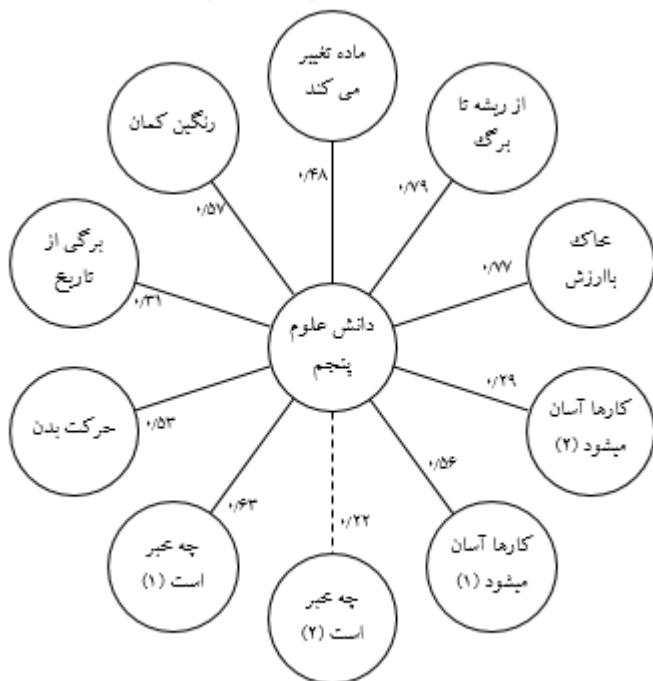 ماده تغییر
می کند
۰/۴۸
از ریشه تا
برگ
۰/۷۹
رنگین کمان
۰/۵۷
خاک
باارزش
۰/۷۷
برگی از
تاریخ
۰/۳۱
دانش علوم
پنجم
کارها آسان
میشود (۲)
۰/۲۹
حرکت بدن
۰/۵۳
کارها آسان
میشود (۱)
۰/۵۶
چه خبر
است (۱)
۰/۶۳
چه خبر
است (۲)
۰/۲۲